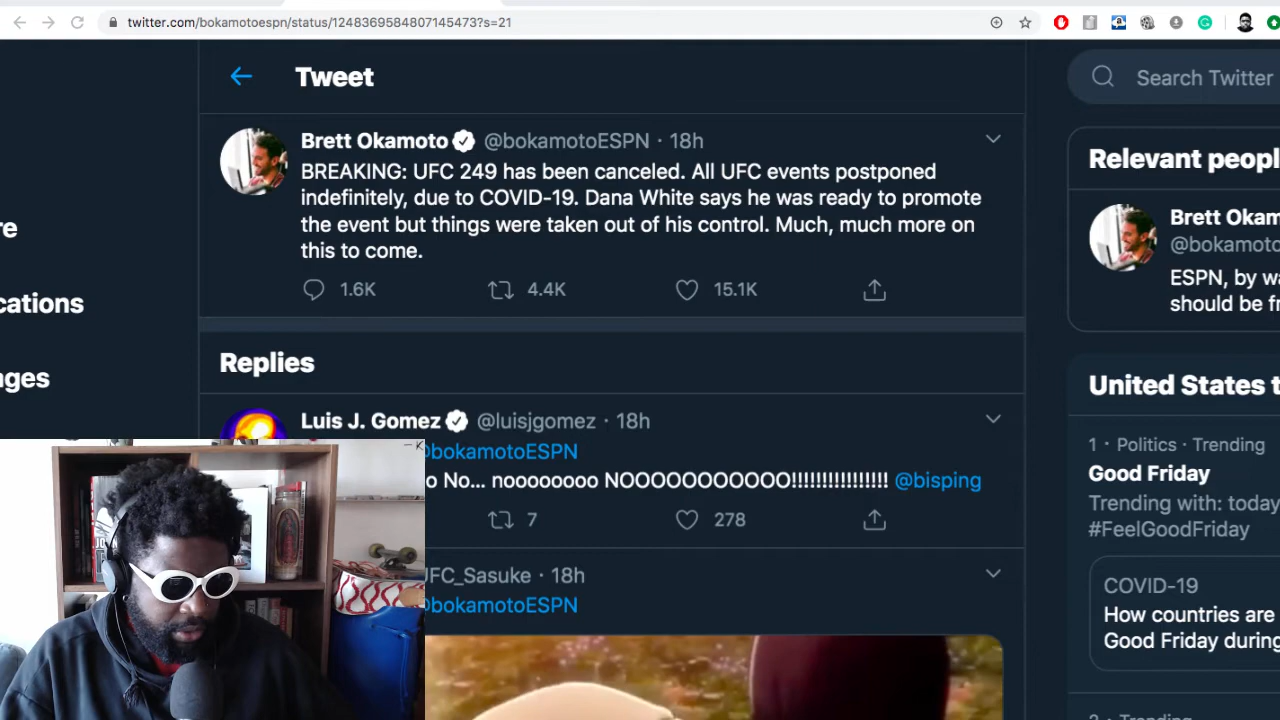 twitter.com/bokamotoespn/status/1248369584807145473?s=21
Tweet
Search Twitter
Brett Okamoto @bokamotoESPN · 18h
BREAKING: UFC 249 has been canceled. All UFC events postponed
indefinitely, due to COVID-19. Dana White says he was ready to promote
the event but things were taken out of his control. Much, much more on
this to come.
1.6K 4.4K 15.1K
Replies
Luis J. Gomez @luisjgomez · 18h
@bokamotoESPN
o No... noooooooo NOOOOOOOOOOO!!!!!!!!!!!!!!!! @bisping
7 278
UFC_Sasuke · 18h
@bokamotoESPN
re
cations
ages
Relevant peopl
Brett Okam
@bokamoto
ESPN, by wa
should be fr
United States t
1 · Politics · Trending
Good Friday
Trending with: today
#FeelGoodFriday
COVID-19
How countries are
Good Friday during
2 · Trending